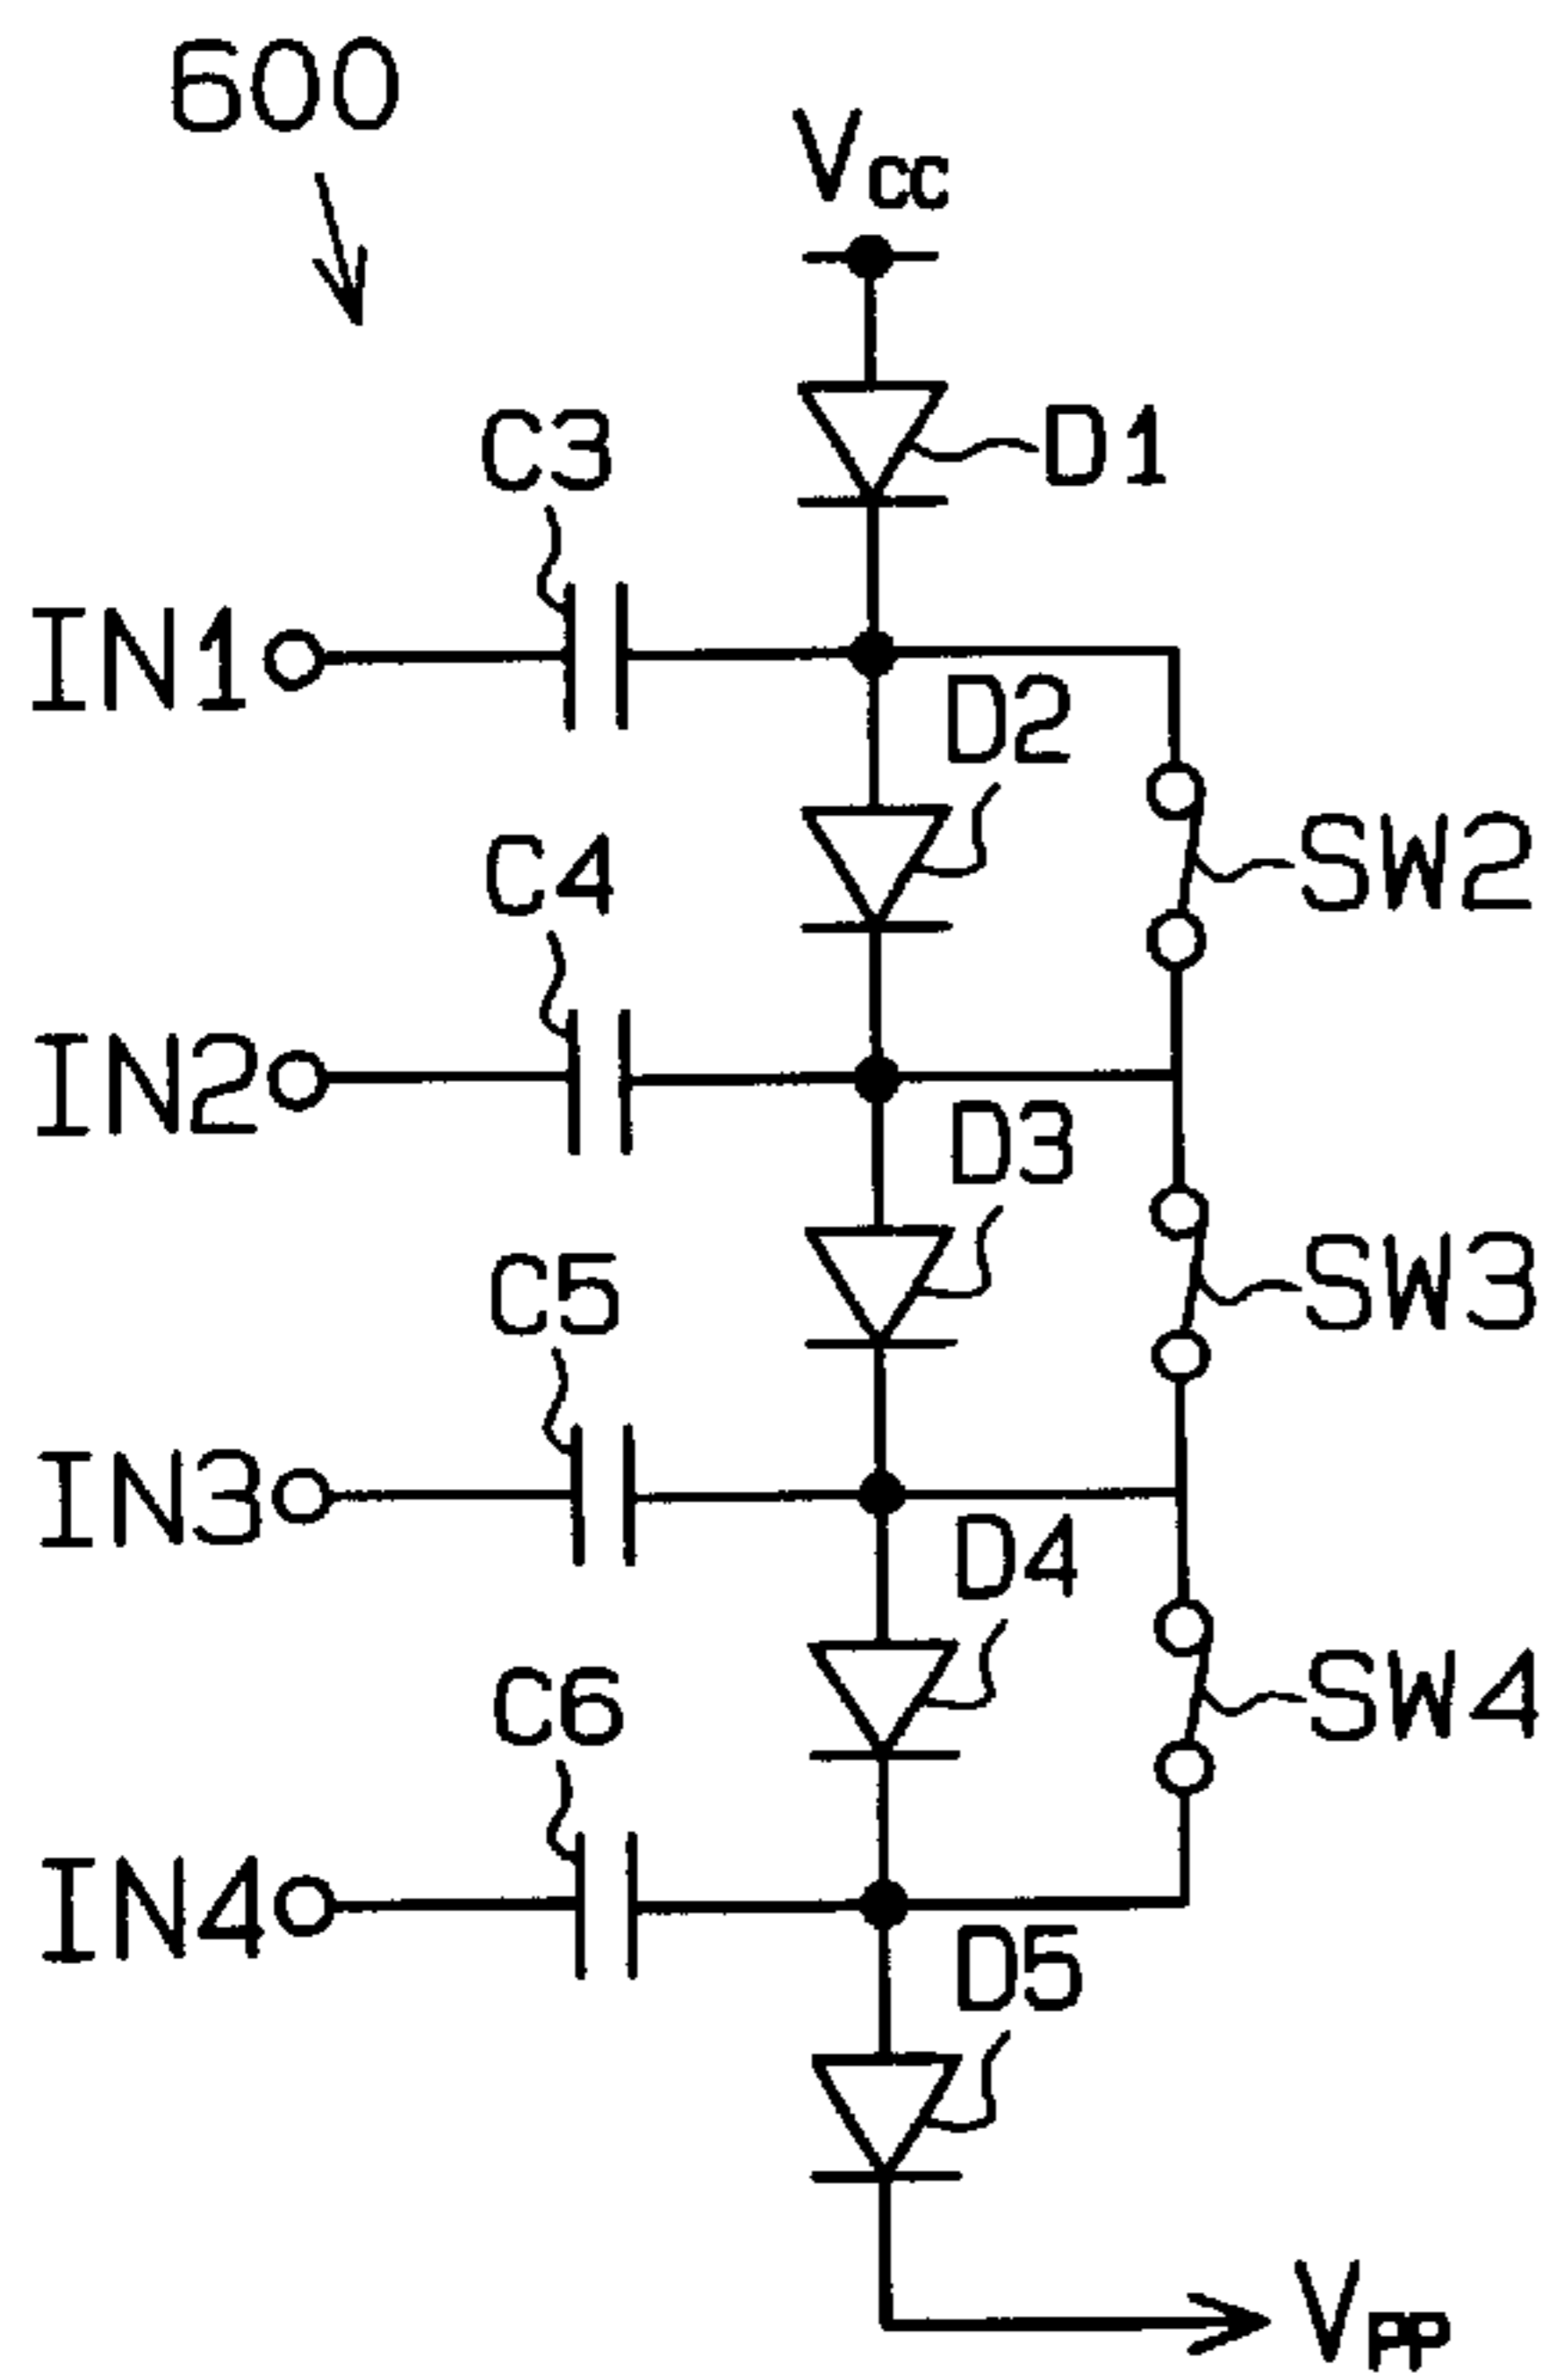 600
Vcc
C3
D1
IN1
D2
SW2
C4
IN2
D3
SW3
C5
IN3
D4
SW4
C6
IN4
D5
VPP